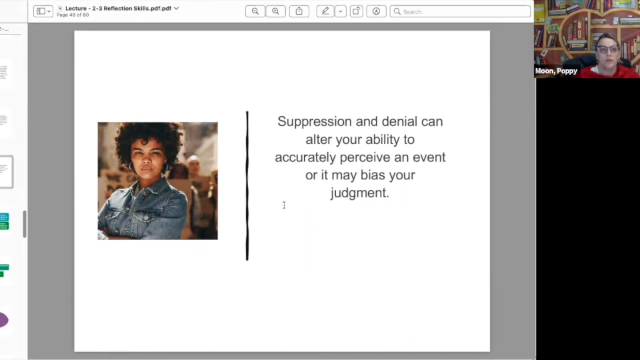 Lecture - 2-3 Reflection Skills.pdf.pdf
Page 40 of 60
Search
Moon, Poppy
Suppression and denial can
alter your ability to
accurately perceive an event
or it may bias your
judgment.